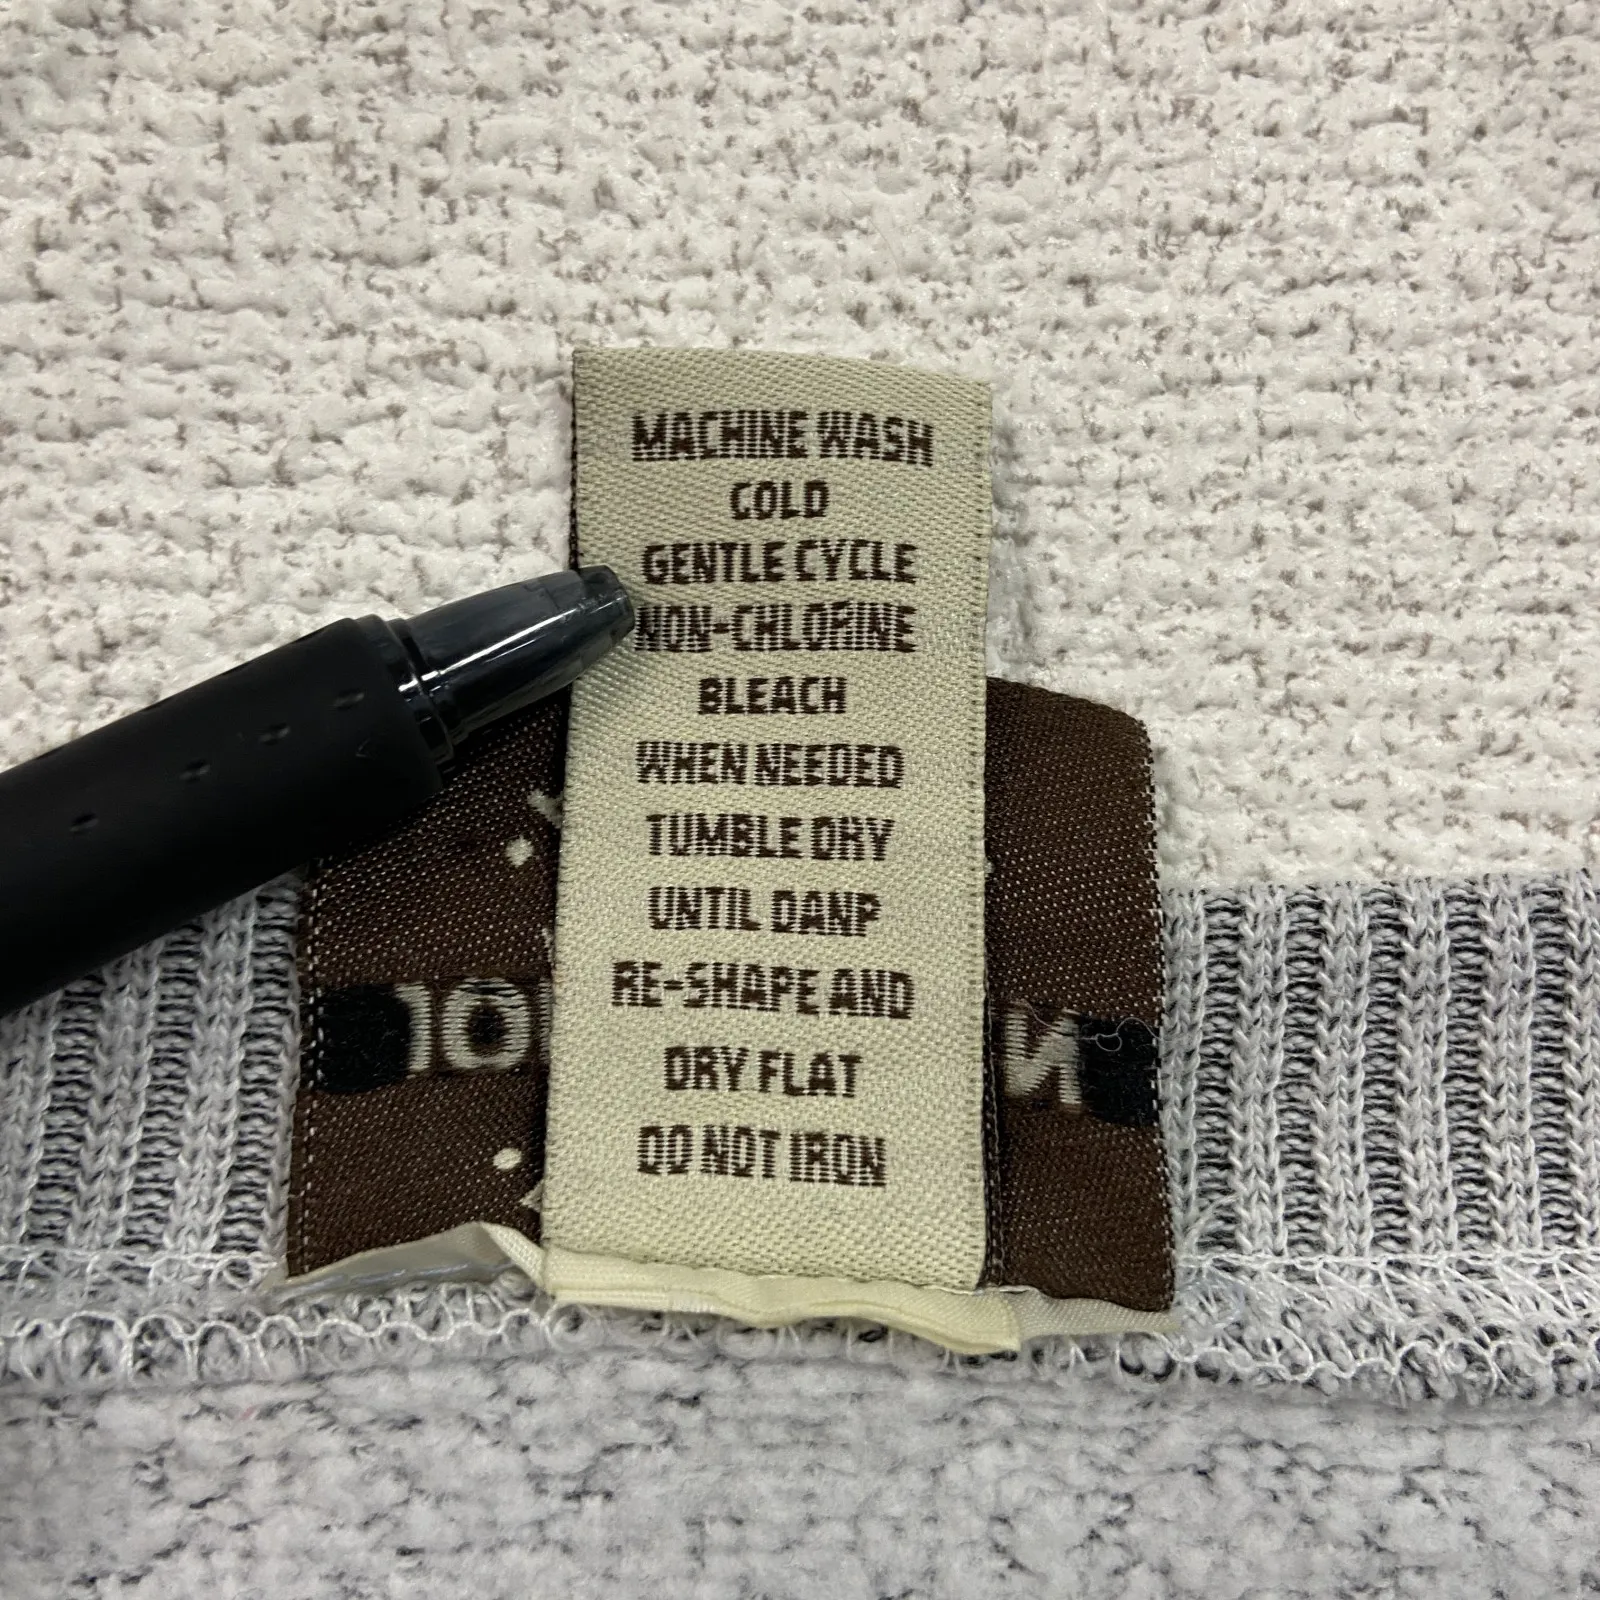 MACHINE WASH
COLD
GENTLE CYCLE
NON-CHLORINE
BLEACH
WHEN NEEDED
TUMBLE DRY
UNTIL DANP
RE-SHAPE AND
DRY FLAT
DO NOT IRON